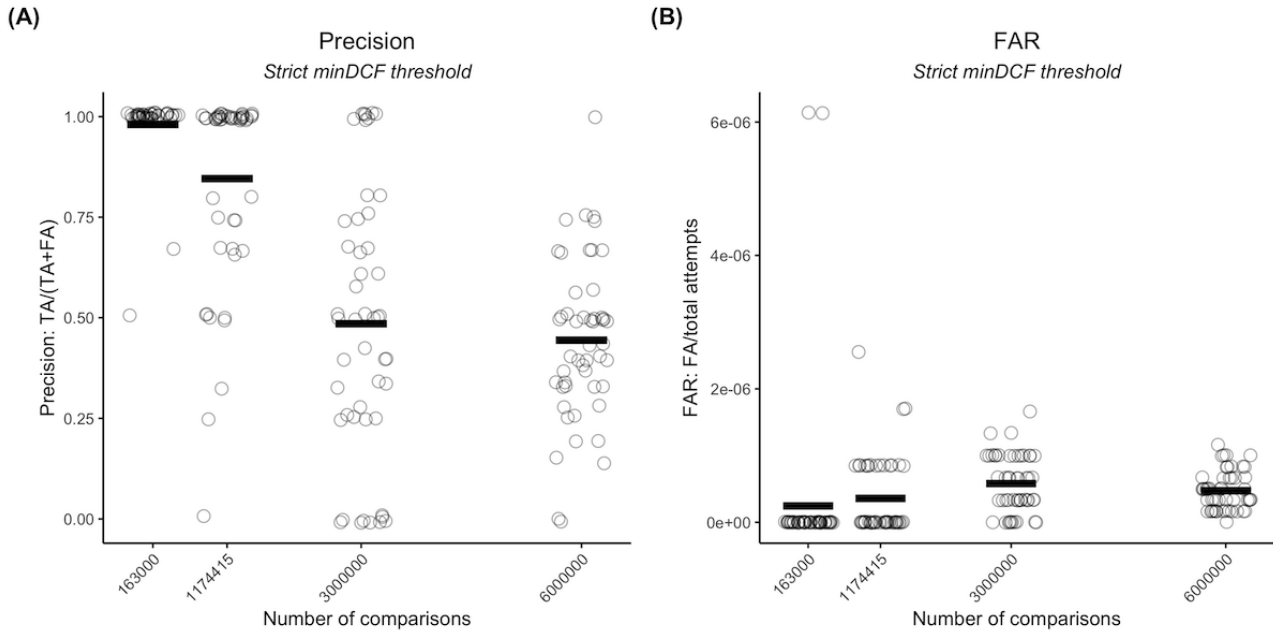 (A)
Precision
Strict minDCF threshold
Precision: TA/(TA+FA)
1.00
0.75
0.50
0.25
0.00
163000
1174415
3000000
6000000
Number of comparisons
(B)
FAR
Strict minDCF threshold
FAR: FA/total attempts
6e-06
4e-06
2e-06
0e+00
163000
1174415
3000000
6000000
Number of comparisons